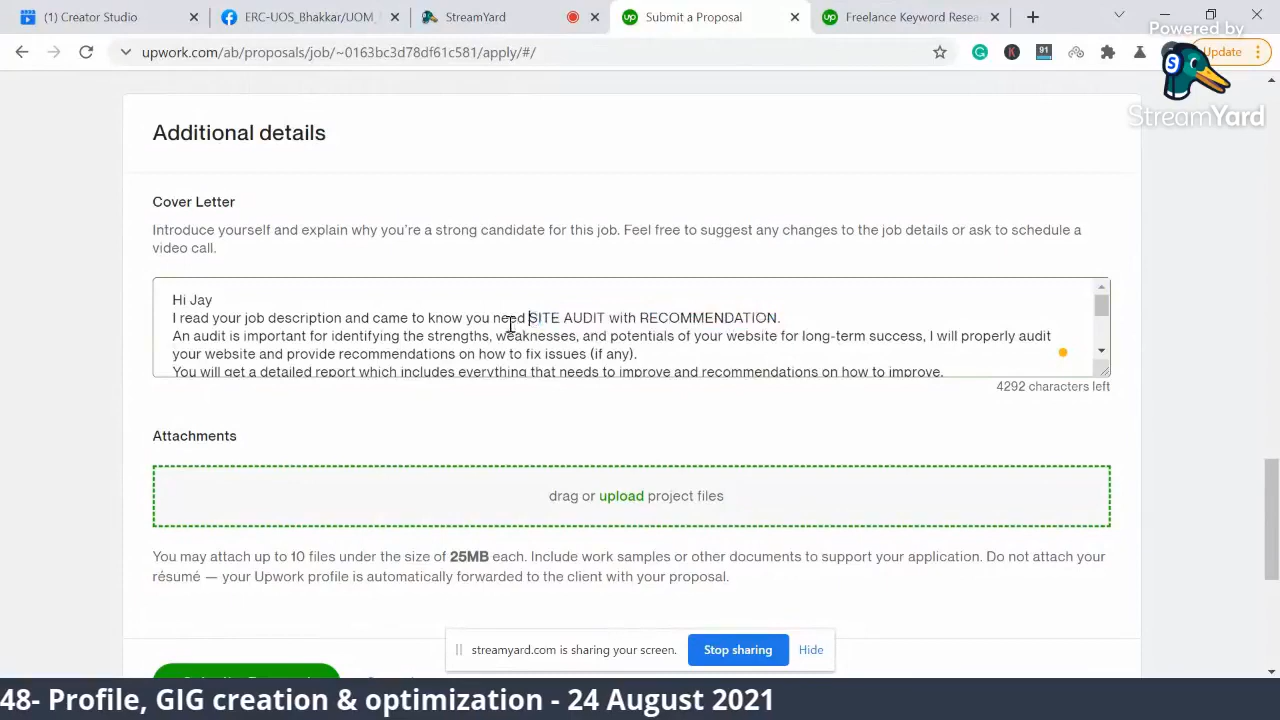 (1) Creator Studio
ERC-UOS_Bhakkar/UOM_
StreamYard
Submit a Proposal
Freelance Keyword Resea
Powered by
upwork.com/ab/proposals/job/~0163bc3d78df61c581/apply/#/
91
Update
StreamYard
Additional details
Cover Letter
Introduce yourself and explain why you're a strong candidate for this job. Feel free to suggest any changes to the job details or ask to schedule a
video call.
Hi Jay
I read your job description and came to know you need SITE AUDIT with RECOMMENDATION.
An audit is important for identifying the strengths, weaknesses, and potentials of your website for long-term success, I will properly audit
your website and provide recommendations on how to fix issues (if any).
You will get a detailed report which includes everything that needs to improve and recommendations on how to improve.
4292 characters left
Attachments
drag or upload project files
You may attach up to 10 files under the size of 25MB each. Include work samples or other documents to support your application. Do not attach your
résumé — your Upwork profile is automatically forwarded to the client with your proposal.
streamyard.com is sharing your screen.
Stop sharing
Hide
48- Profile, GIG creation & optimization - 24 August 2021